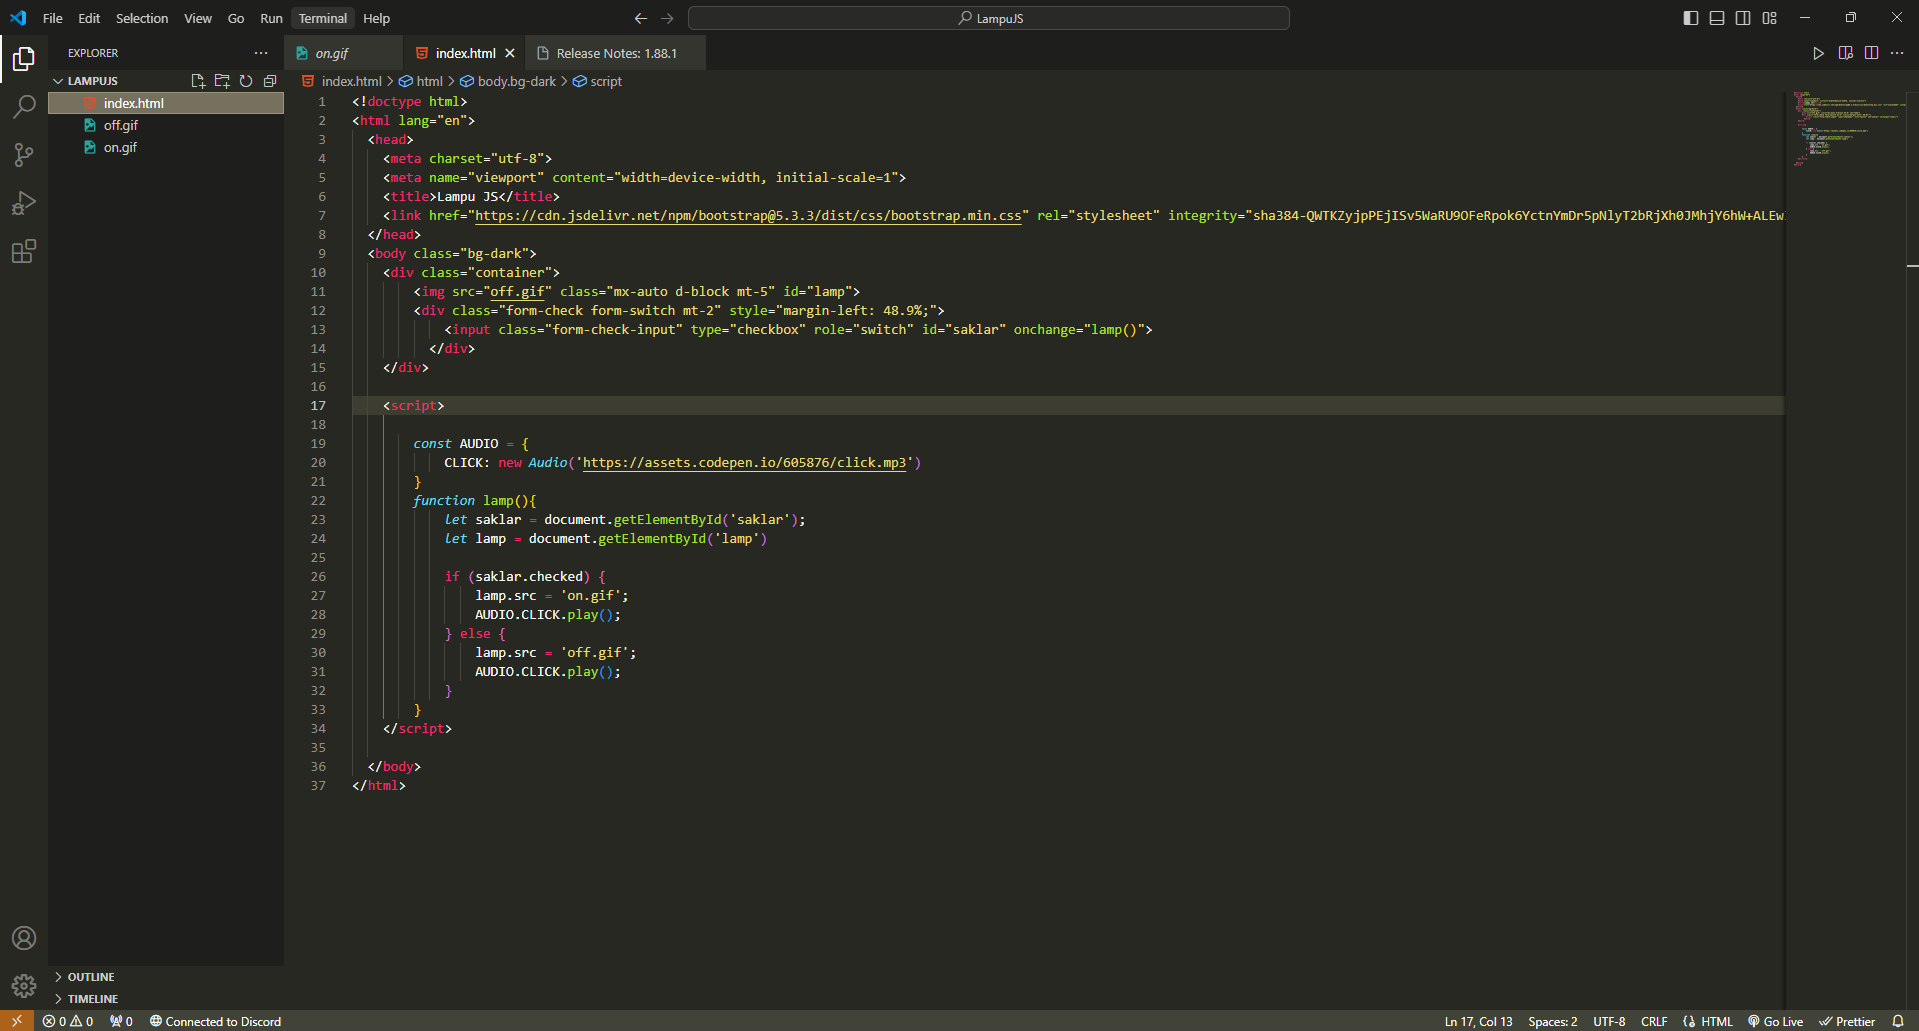 File Edit Selection View Go Run Terminal Help LampuJS
EXPLORER
on.gif index.html Release Notes: 1.88.1
LAMPUJS
index.html
off.gif
on.gif
index.html > html > body.bg-dark > script
1 <!doctype html>
2 <html lang="en">
3 <head>
4 <meta charset="utf-8">
5 <meta name="viewport" content="width=device-width, initial-scale=1">
6 <title>Lampu JS</title>
7 <link href="https://cdn.jsdelivr.net/npm/bootstrap@5.3.3/dist/css/bootstrap.min.css" rel="stylesheet" integrity="sha384-QWTKZyjpPEjISv5WaRU9OFeRpok6YctnYmDr5pNlyT2bRjXh0JMhjY6hW+ALEw
8 </head>
9 <body class="bg-dark">
10 <div class="container">
11 <img src="off.gif" class="mx-auto d-block mt-5" id="lamp">
12 <div class="form-check form-switch mt-2" style="margin-left: 48.9%;">
13 <input class="form-check-input" type="checkbox" role="switch" id="saklar" onchange="lamp()">
14 </div>
15 </div>
16
17 <script>
18
19 const AUDIO = {
20 CLICK: new Audio('https://assets.codepen.io/605876/click.mp3')
21 }
22 function lamp(){
23 let saklar = document.getElementById('saklar');
24 let lamp = document.getElementById('lamp')
25
26 if (saklar.checked) {
27 lamp.src = 'on.gif';
28 AUDIO.CLICK.play();
29 } else {
30 lamp.src = 'off.gif';
31 AUDIO.CLICK.play();
32 }
33 }
34 </script>
35
36 </body>
37 </html>
OUTLINE
TIMELINE
0 0 0 Connected to Discord Ln 17, Col 13 Spaces: 2 UTF-8 CRLF HTML Go Live Prettier